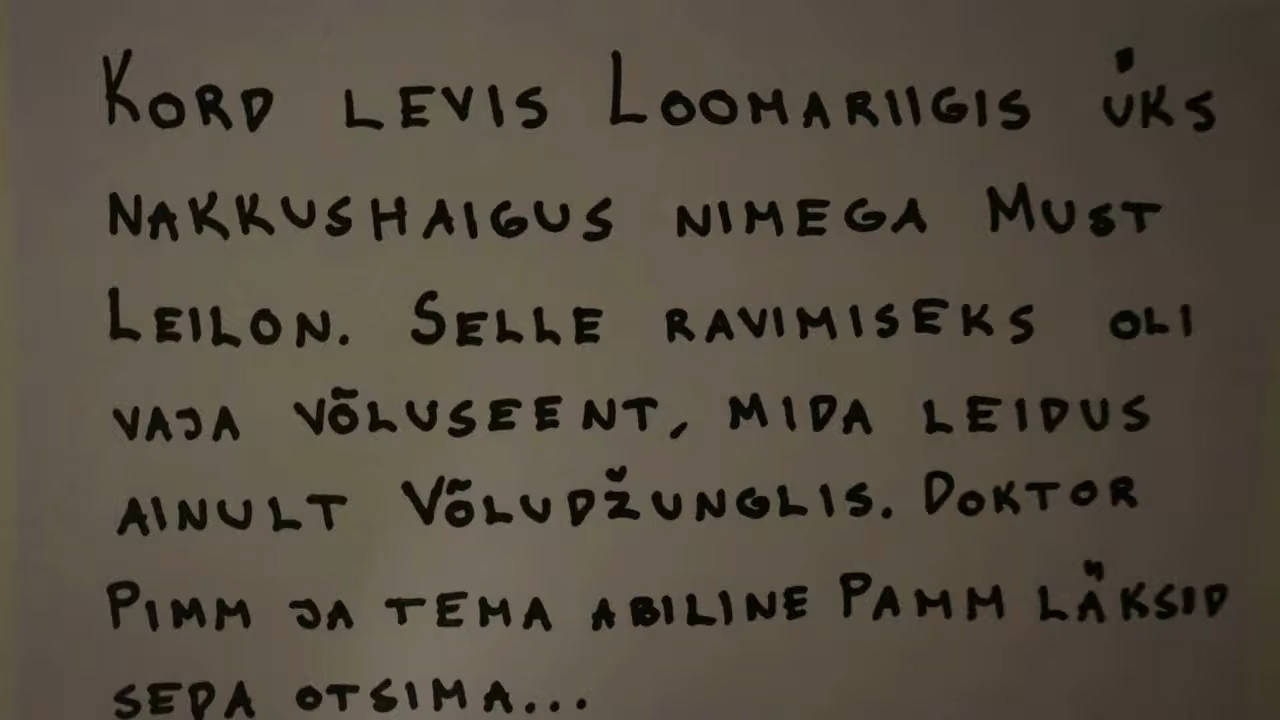 KORD LEVIS LOOMARIIGIS ÜKS
NAKKUSHAIGUS NIMEGA MUST
LEILON. SELLE RAVIMISEKS OLI
VAJA VÕLUSEENT, MIDA LEIDUS
AINULT VÕLUDŽUNGLIS. DOKTOR
PIMM JA TEMA ABILINE PAMM LÄKSID
SEDA OTSIMA...